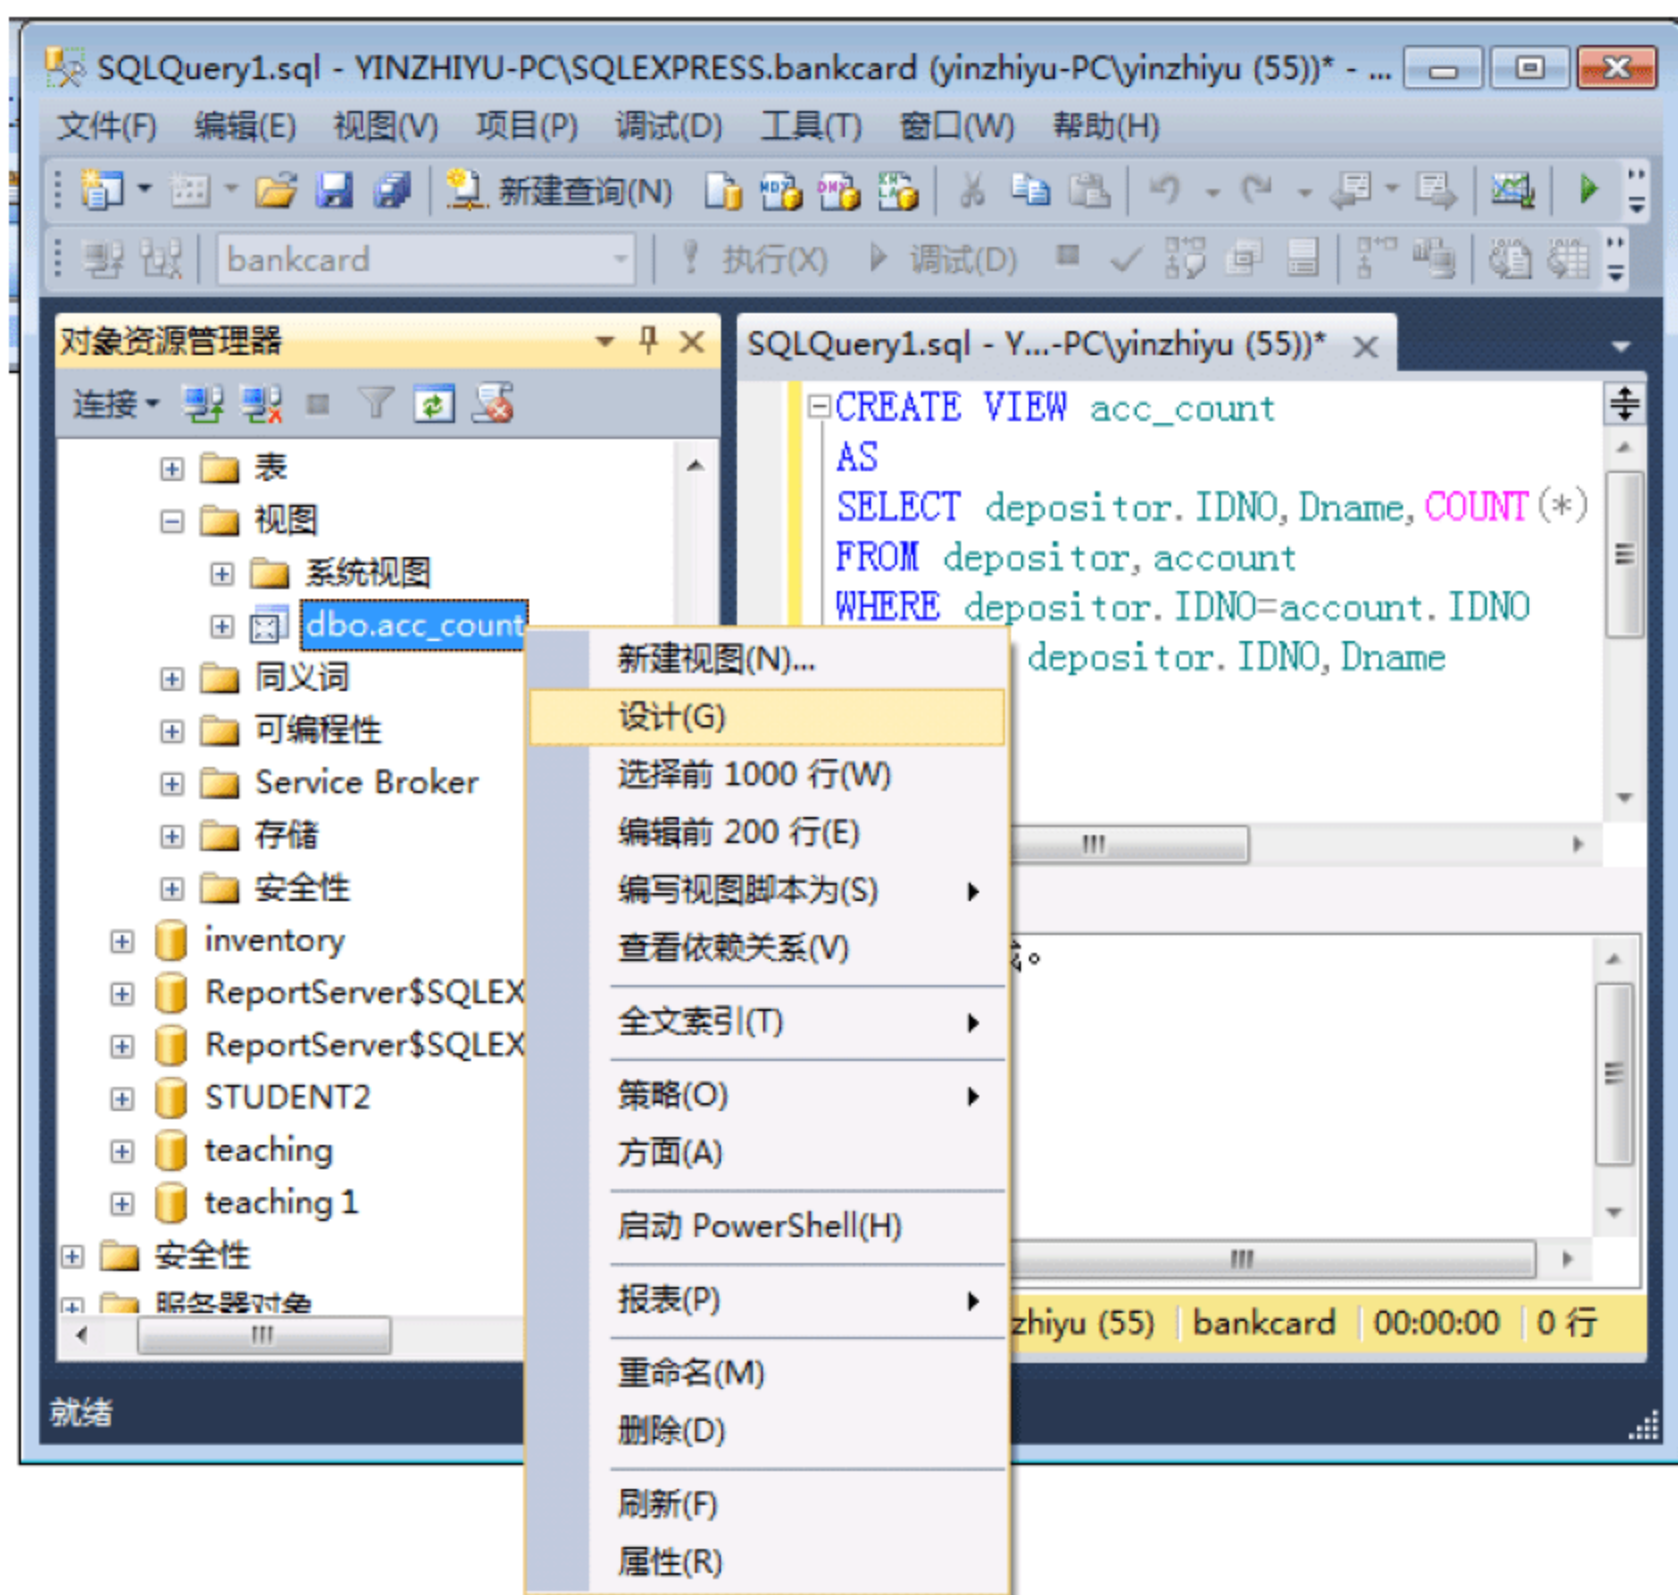 SQLQuery1.sql - YINZHIYU-PC\SQLEXPRESS.bankcard (yinzhiyu-PC\yinzhiyu (55))* - ...
文件(F) 编辑(E) 视图(V) 项目(P) 调试(D) 工具(T) 窗口(W) 帮助(H)
新建查询(N)
bankcard 执行(X) 调试(D)
对象资源管理器
连接
表
视图
系统视图
dbo.acc_count
同义词
可编程性
Service Broker
存储
安全性
inventory
ReportServer$SQLEX
ReportServer$SQLEX
STUDENT2
teaching
teaching 1
安全性
服务器对象
SQLQuery1.sql - Y...-PC\yinzhiyu (55))*
CREATE VIEW acc_count
AS
SELECT depositor.IDNO,Dname,COUNT(*)
FROM depositor,account
WHERE depositor.IDNO=account.IDNO
depositor.IDNO,Dname
新建视图(N)...
设计(G)
选择前 1000 行(W)
编辑前 200 行(E)
编写视图脚本为(S)
查看依赖关系(V)
全文索引(T)
策略(O)
方面(A)
启动 PowerShell(H)
报表(P)
重命名(M)
删除(D)
刷新(F)
属性(R)
zhiyu (55) bankcard 00:00:00 0 行
就绪